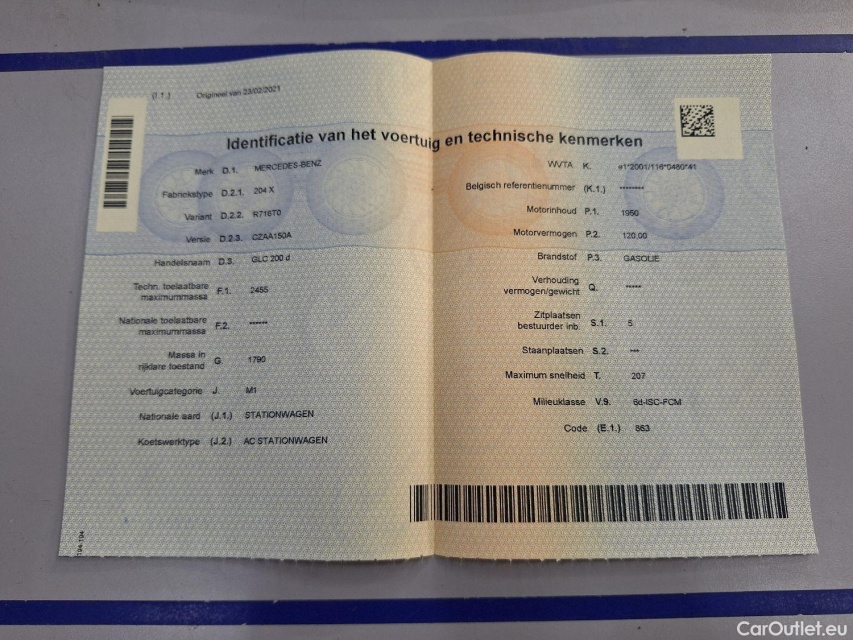 (I.1.) Origineel van 23/02/2021
Identificatie van het voertuig en technische kenmerken
Merk D.1. MERCEDES-BENZ
Fabriekstype D.2.1. 204 X
Variant D.2.2. R716T0
Versie D.2.3. CZAA150A
Handelsnaam D.3. GLC 200 d
Techn. toelaatbare
maximummassa F.1. 2455
Nationale toelaatbare
maximummassa F.2. ******
Massa in
rijklare toestand G. 1790
Voertuigcategorie J. M1
Nationale aard (J.1.) STATIONWAGEN
Koetswerktype (J.2.) AC STATIONWAGEN
WVTA K. e1*2001/116*0480*41
Belgisch referentienummer (K.1.) ********
Motorinhoud P.1. 1950
Motorvermogen P.2. 120.00
Brandstof P.3. GASOLIE
Verhouding
vermogen/gewicht Q. *****
Zitplaatsen
bestuurder inb. S.1. 5
Staanplaatsen S.2. ***
Maximum snelheid T. 207
Milieuklasse V.9. 6d-ISC-FCM
Code (E.1.) 863
194-194
CarOutlet.eu